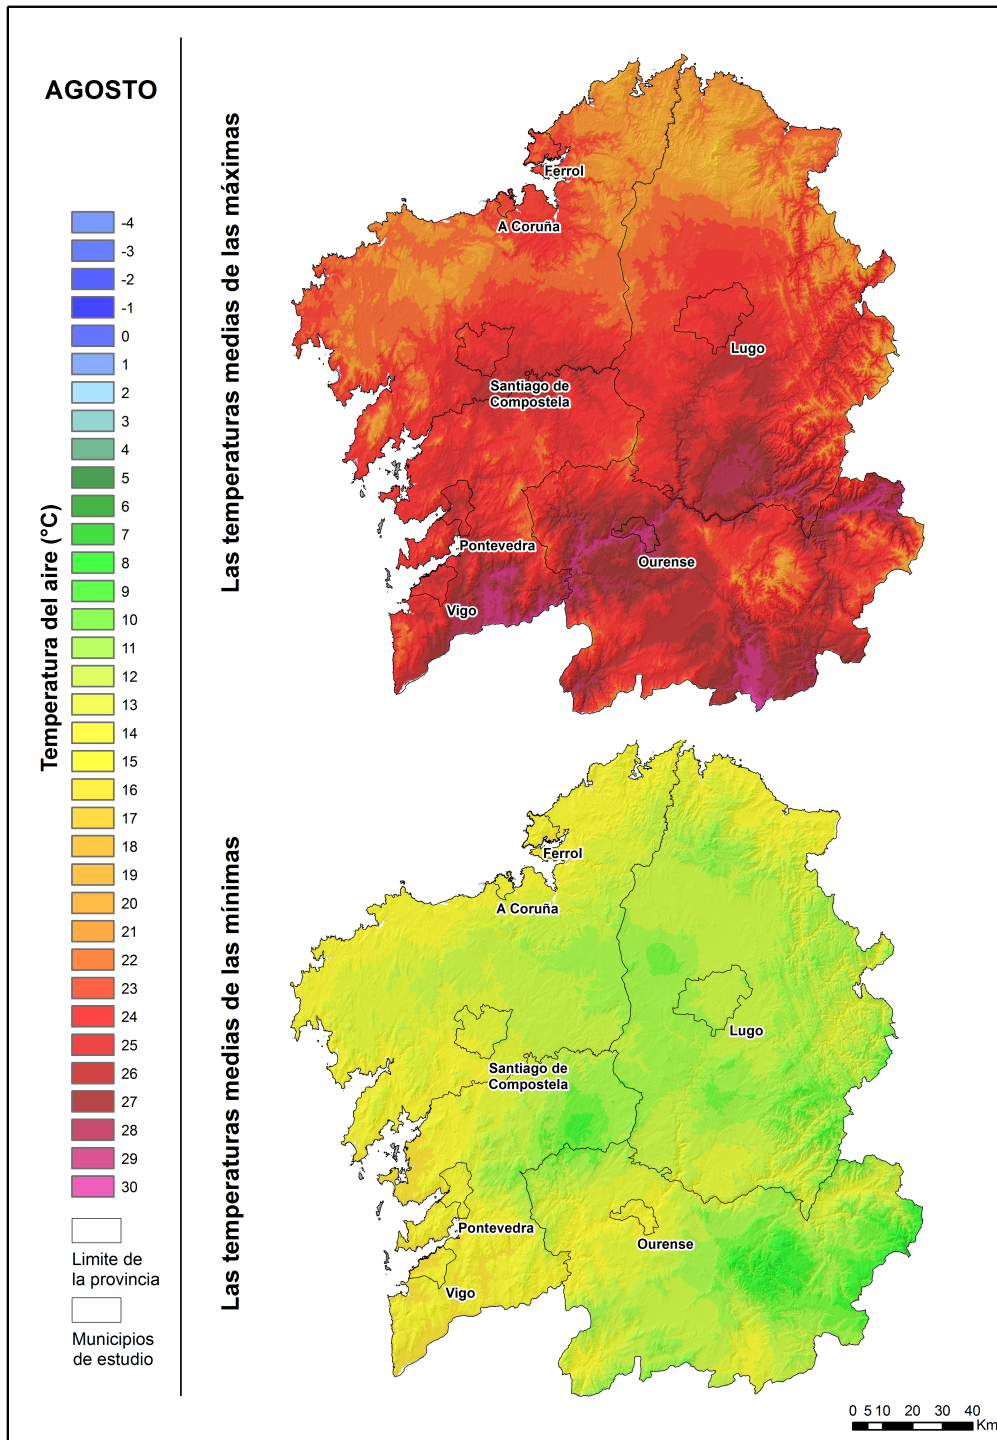 AGOSTO
Temperatura del aire (°C)
-4
-3
-2
-1
0
1
2
3
4
5
6
7
8
9
10
11
12
13
14
15
16
17
18
19
20
21
22
23
24
25
26
27
28
29
30
Limite de
la provincia
Municipios
de estudio
Las temperaturas medias de las máximas
Ferrol
A Coruña
Lugo
Santiago de
Compostela
Pontevedra
Ourense
Vigo
Las temperaturas medias de las mínimas
Ferrol
A Coruña
Lugo
Santiago de
Compostela
Pontevedra
Ourense
Vigo
0 5 10 20 30 40
Km